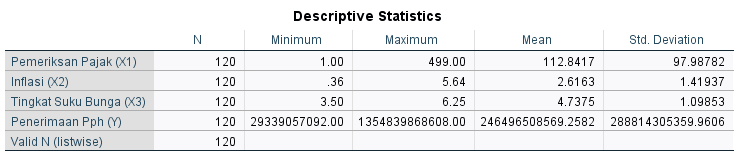 Descriptive Statistics
N Minimum Maximum Mean Std. Deviation
Pemeriksan Pajak (X1) 120 1.00 499.00 112.8417 97.98782
Inflasi (X2) 120 .36 5.64 2.6163 1.41937
Tingkat Suku Bunga (X3) 120 3.50 6.25 4.7375 1.09853
Penerimaan Pph (Y) 120 29339057092.00 1354839868608.00 246496508569.2582 288814305359.9606
Valid N (listwise) 120